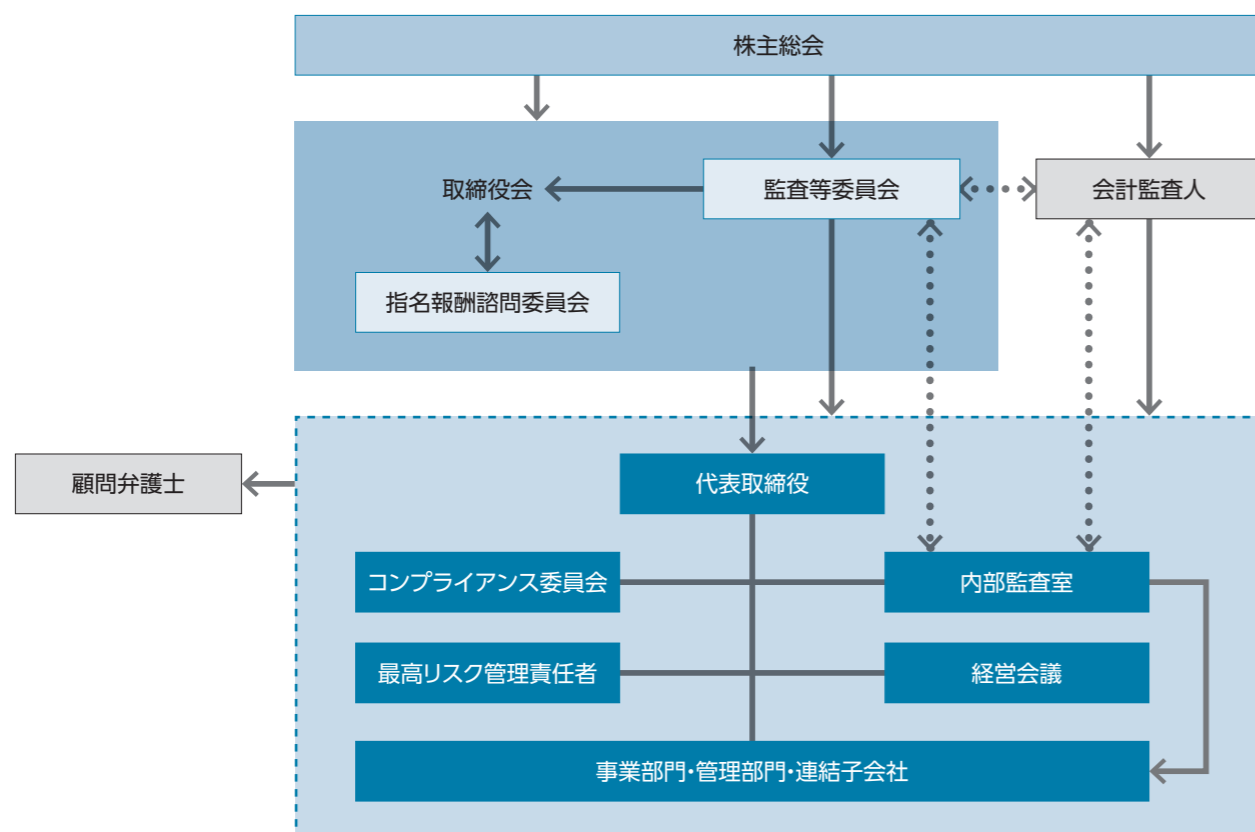 株主総会
取締役会
監査等委員会
会計監査人
指名報酬諮問委員会
顧問弁護士
代表取締役
コンプライアンス委員会
内部監査室
最高リスク管理責任者
経営会議
事業部門・管理部門・連結子会社